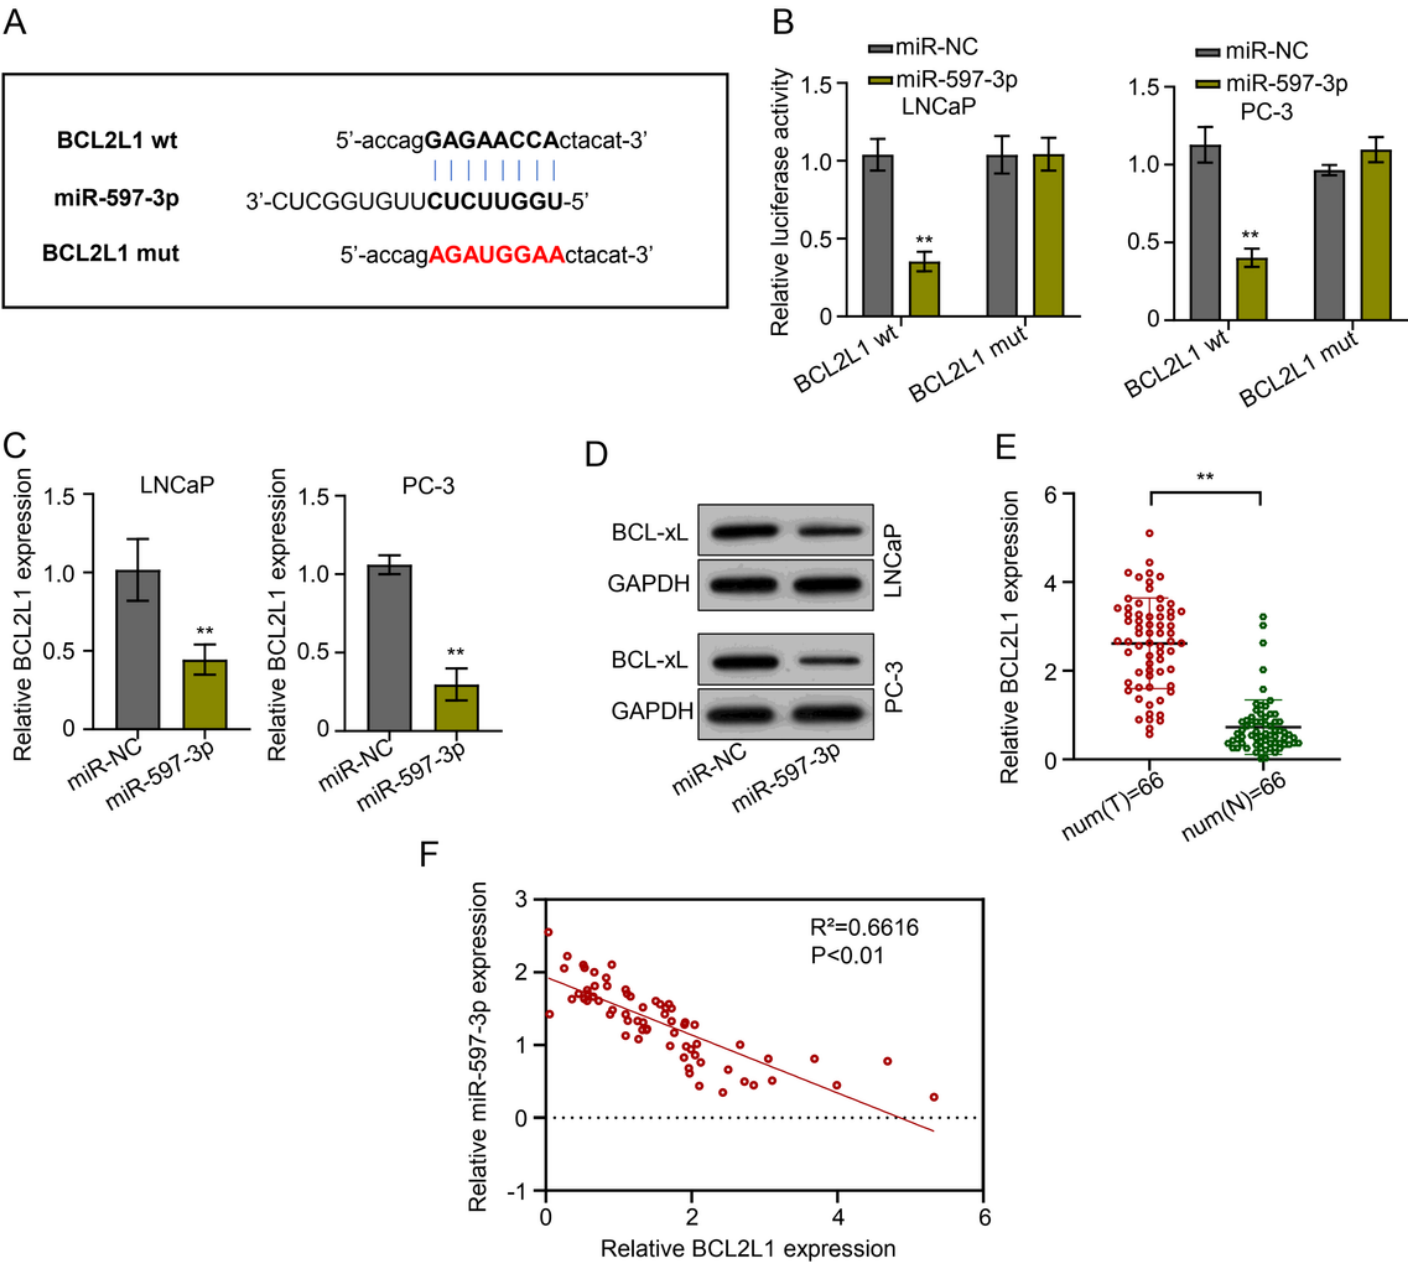 A
BCL2L1 wt 5'-accagGAGAACCActacat-3'
miR-597-3p 3'-CUCGGUGUUCUCUUGGU-5'
BCL2L1 mut 5'-accagAGAUGGAActacat-3'
B
miR-NC
miR-597-3p
LNCaP
Relative luciferase activity
1.5
1.0
0.5
0
**
BCL2L1 wt
BCL2L1 mut
miR-NC
miR-597-3p
PC-3
1.5
1.0
0.5
0
**
BCL2L1 wt
BCL2L1 mut
C
LNCaP
Relative BCL2L1 expression
1.5
1.0
0.5
0
**
miR-NC
miR-597-3p
PC-3
Relative BCL2L1 expression
1.5
1.0
0.5
0
**
miR-NC
miR-597-3p
D
BCL-xL
GAPDH
LNCaP
BCL-xL
GAPDH
PC-3
miR-NC
miR-597-3p
E
Relative BCL2L1 expression
6
4
2
0
**
num(T)=66
num(N)=66
F
Relative miR-597-3p expression
3
2
1
0
-1
R²=0.6616
P<0.01
0 2 4 6
Relative BCL2L1 expression